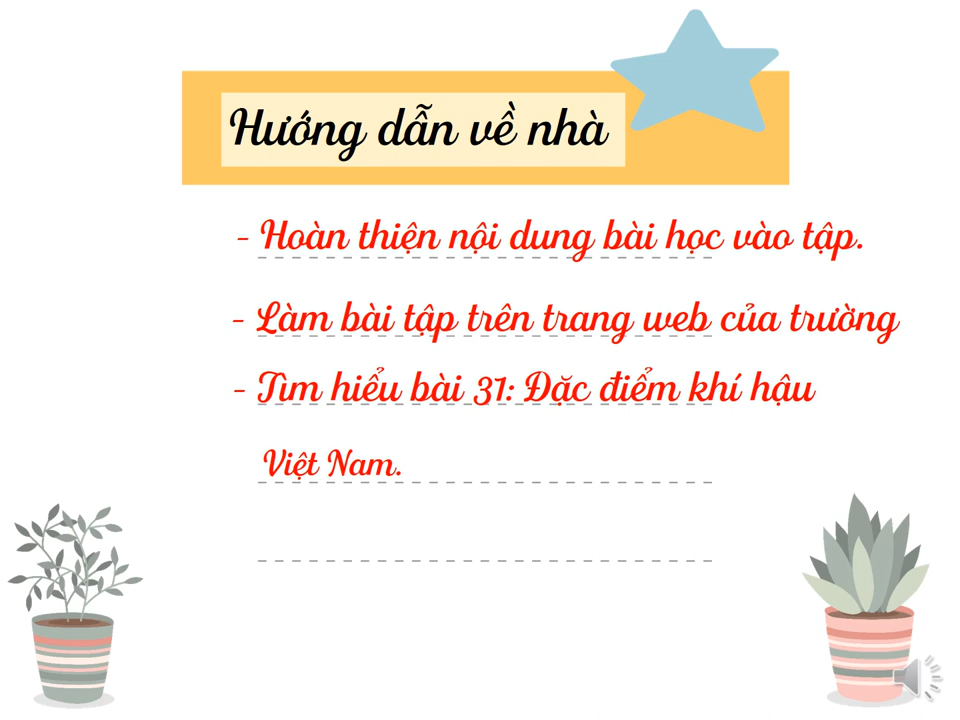 Hướng dẫn về nhà
- Hoàn thiện nội dung bài học vào tập.
- Làm bài tập trên trang web của trường
- Tìm hiểu bài 31: Đặc điểm khí hậu
Việt Nam.